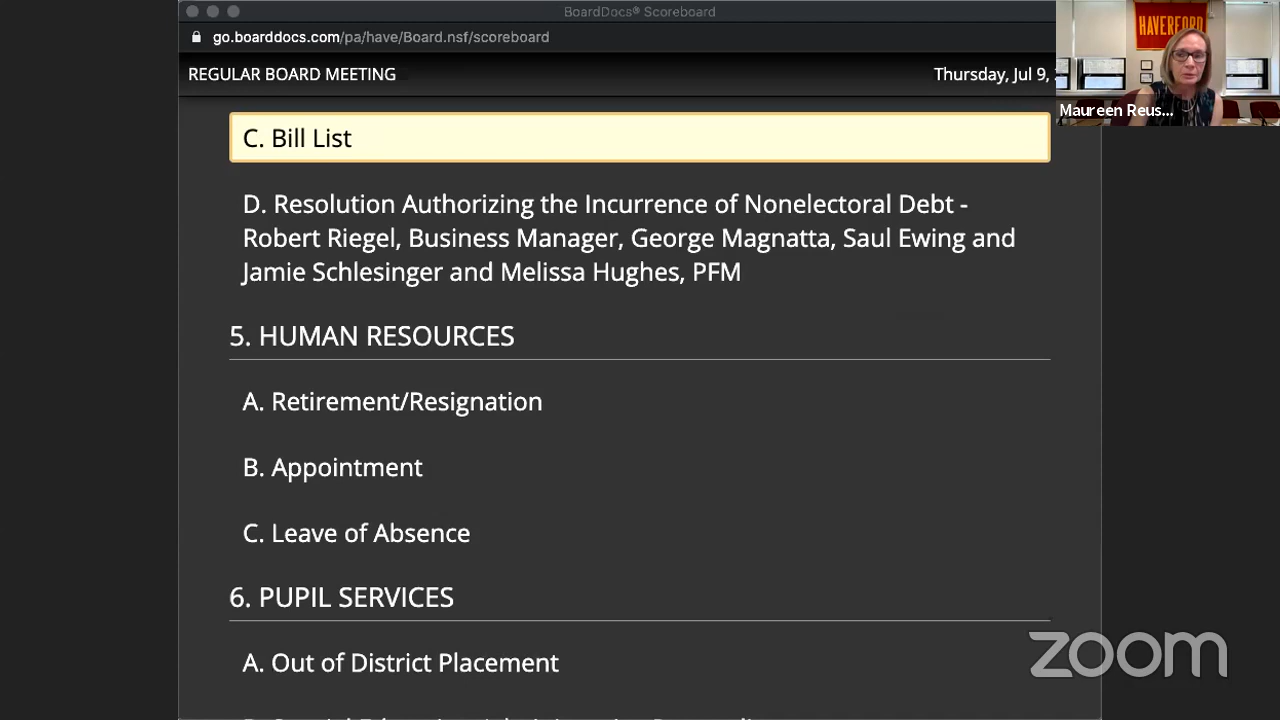 BoardDocs® Scoreboard
go.boarddocs.com/pa/have/Board.nsf/scoreboard
REGULAR BOARD MEETING
Thursday, Jul 9,
HAVERFORD
Maureen Reus...
C. Bill List
D. Resolution Authorizing the Incurrence of Nonelectoral Debt -
Robert Riegel, Business Manager, George Magnatta, Saul Ewing and
Jamie Schlesinger and Melissa Hughes, PFM
5. HUMAN RESOURCES
A. Retirement/Resignation
B. Appointment
C. Leave of Absence
6. PUPIL SERVICES
A. Out of District Placement
zoom